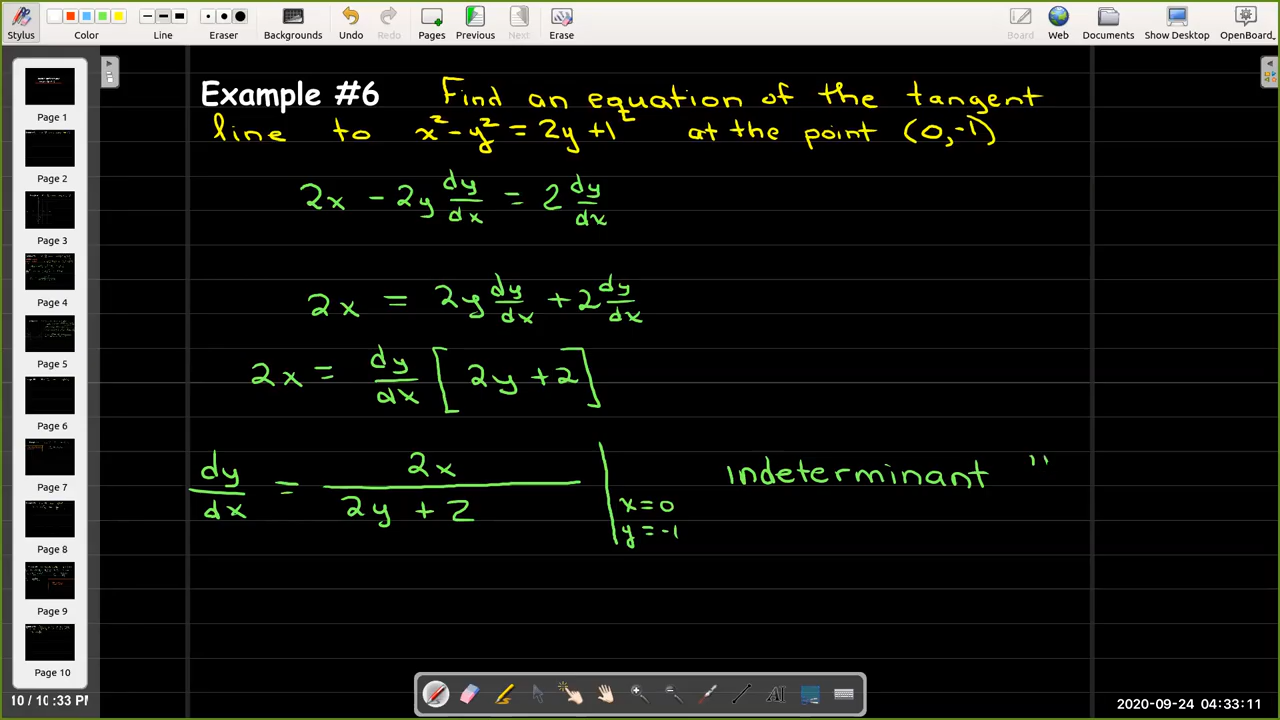 Stylus Color Line Eraser Backgrounds Undo Redo Pages Previous Next Erase Board Web Documents Show Desktop OpenBoard
Page 1
Page 2
Page 3
Page 4
Page 5
Page 6
Page 7
Page 8
Page 9
Page 10
Example #6 Find an equation of the tangent
line to x² - y² = 2y + 1 at the point (0,-1)
2x - 2y dy/dx = 2 dy/dx
2x = 2y dy/dx + 2 dy/dx
2x = dy/dx [ 2y + 2 ]
dy/dx = 2x/(2y + 2) | x=0 y=-1 indeterminant "
10 / 10:33 PM
2020-09-24 04:33:11